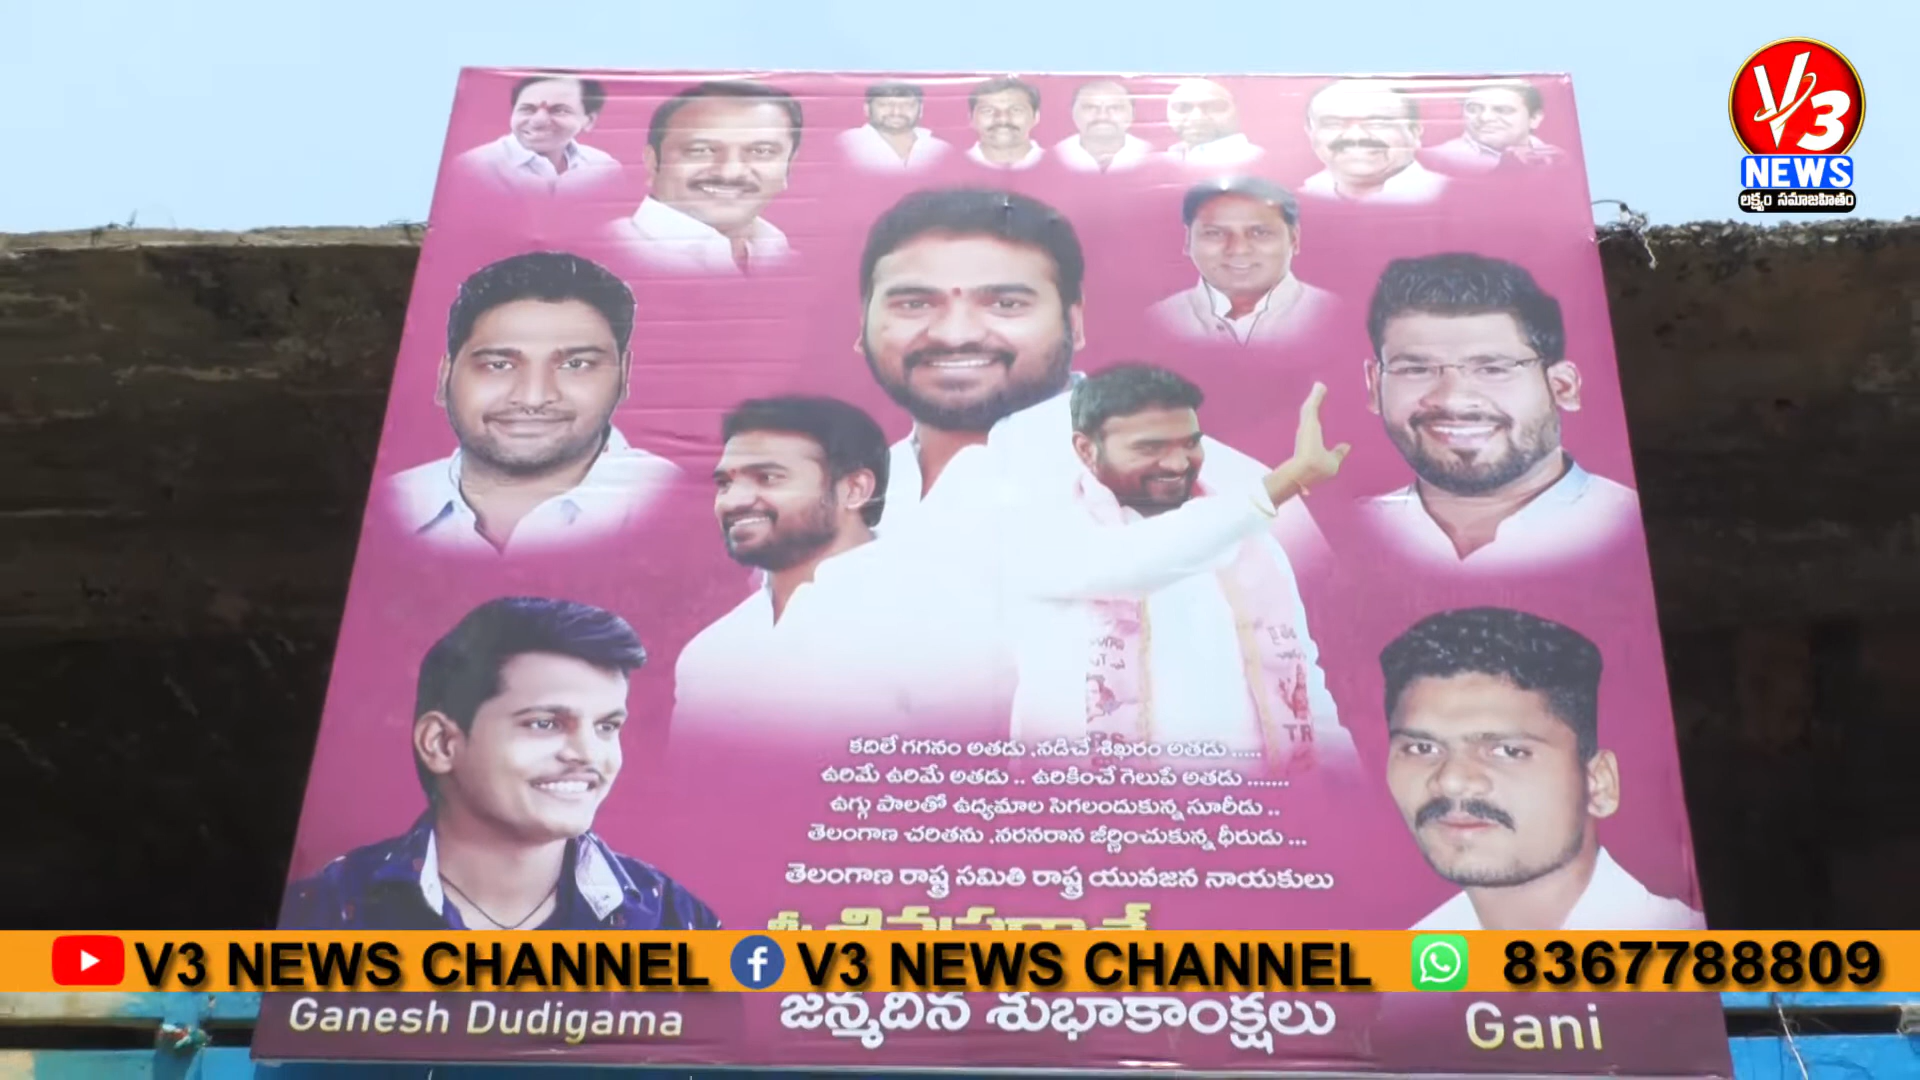 V3
NEWS
లక్ష్యం సమాజహితం
TR
కదిలే గగనం అతడు .నడిచే శిఖరం అతడు .....
ఉరిమే ఉరిమే అతడు .. ఉరికించే గెలుపే అతడు .......
ఉగ్గు పాలతో ఉద్యమాల సెగలందుకున్న సూరీడు ..
తెలంగాణ చరితను .నరనరాన జీర్ణించుకున్న ధీరుడు ...
తెలంగాణ రాష్ట్ర సమితి రాష్ట్ర యువజన నాయకులు
V3 NEWS CHANNEL V3 NEWS CHANNEL 8367788809
Ganesh Dudigama
జన్మదిన శుభాకాంక్షలు
Gani